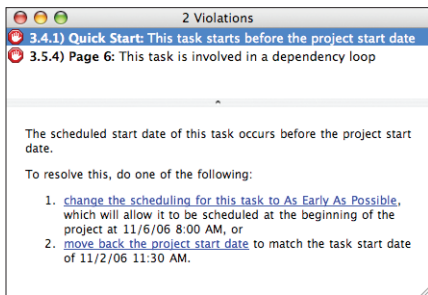 2 Violations
3.4.1) Quick Start: This task starts before the project start date
3.5.4) Page 6: This task is involved in a dependency loop
The scheduled start date of this task occurs before the project start
date.
To resolve this, do one of the following:
1. change the scheduling for this task to As Early As Possible,
which will allow it to be scheduled at the beginning of the
project at 11/6/06 8:00 AM, or
2. move back the project start date to match the task start date
of 11/2/06 11:30 AM.